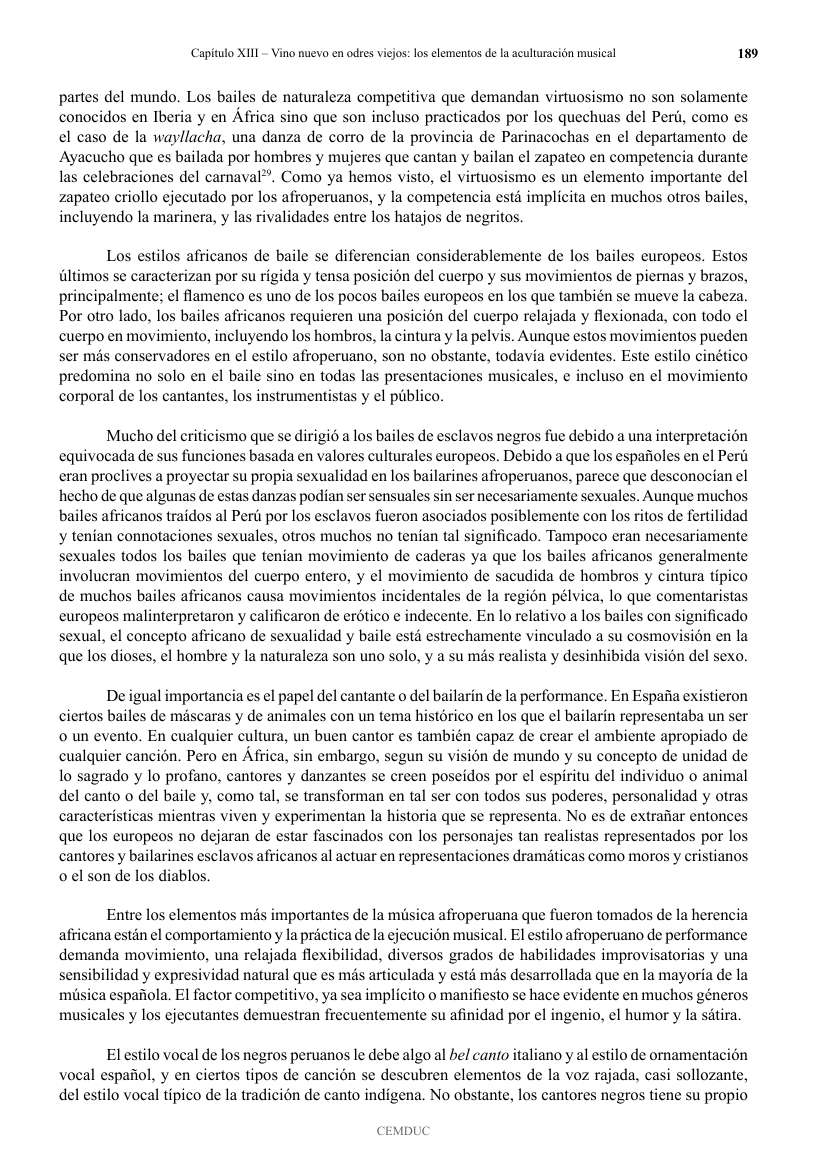 Capítulo XIII – Vino nuevo en odres viejos: los elementos de la aculturación musical 189
partes del mundo. Los bailes de naturaleza competitiva que demandan virtuosismo no son solamente
conocidos en Iberia y en África sino que son incluso practicados por los quechuas del Perú, como es
el caso de la wayllacha, una danza de corro de la provincia de Parinacochas en el departamento de
Ayacucho que es bailada por hombres y mujeres que cantan y bailan el zapateo en competencia durante
las celebraciones del carnaval29. Como ya hemos visto, el virtuosismo es un elemento importante del
zapateo criollo ejecutado por los afroperuanos, y la competencia está implícita en muchos otros bailes,
incluyendo la marinera, y las rivalidades entre los hatajos de negritos.
Los estilos africanos de baile se diferencian considerablemente de los bailes europeos. Estos
últimos se caracterizan por su rígida y tensa posición del cuerpo y sus movimientos de piernas y brazos,
principalmente; el flamenco es uno de los pocos bailes europeos en los que también se mueve la cabeza.
Por otro lado, los bailes africanos requieren una posición del cuerpo relajada y flexionada, con todo el
cuerpo en movimiento, incluyendo los hombros, la cintura y la pelvis. Aunque estos movimientos pueden
ser más conservadores en el estilo afroperuano, son no obstante, todavía evidentes. Este estilo cinético
predomina no solo en el baile sino en todas las presentaciones musicales, e incluso en el movimiento
corporal de los cantantes, los instrumentistas y el público.
Mucho del criticismo que se dirigió a los bailes de esclavos negros fue debido a una interpretación
equivocada de sus funciones basada en valores culturales europeos. Debido a que los españoles en el Perú
eran proclives a proyectar su propia sexualidad en los bailarines afroperuanos, parece que desconocían el
hecho de que algunas de estas danzas podían ser sensuales sin ser necesariamente sexuales. Aunque muchos
bailes africanos traídos al Perú por los esclavos fueron asociados posiblemente con los ritos de fertilidad
y tenían connotaciones sexuales, otros muchos no tenían tal significado. Tampoco eran necesariamente
sexuales todos los bailes que tenían movimiento de caderas ya que los bailes africanos generalmente
involucran movimientos del cuerpo entero, y el movimiento de sacudida de hombros y cintura típico
de muchos bailes africanos causa movimientos incidentales de la región pélvica, lo que comentaristas
europeos malinterpretaron y calificaron de erótico e indecente. En lo relativo a los bailes con significado
sexual, el concepto africano de sexualidad y baile está estrechamente vinculado a su cosmovisión en la
que los dioses, el hombre y la naturaleza son uno solo, y a su más realista y desinhibida visión del sexo.
De igual importancia es el papel del cantante o del bailarín de la performance. En España existieron
ciertos bailes de máscaras y de animales con un tema histórico en los que el bailarín representaba un ser
o un evento. En cualquier cultura, un buen cantor es también capaz de crear el ambiente apropiado de
cualquier canción. Pero en África, sin embargo, segun su visión de mundo y su concepto de unidad de
lo sagrado y lo profano, cantores y danzantes se creen poseídos por el espíritu del individuo o animal
del canto o del baile y, como tal, se transforman en tal ser con todos sus poderes, personalidad y otras
características mientras viven y experimentan la historia que se representa. No es de extrañar entonces
que los europeos no dejaran de estar fascinados con los personajes tan realistas representados por los
cantores y bailarines esclavos africanos al actuar en representaciones dramáticas como moros y cristianos
o el son de los diablos.
Entre los elementos más importantes de la música afroperuana que fueron tomados de la herencia
africana están el comportamiento y la práctica de la ejecución musical. El estilo afroperuano de performance
demanda movimiento, una relajada flexibilidad, diversos grados de habilidades improvisatorias y una
sensibilidad y expresividad natural que es más articulada y está más desarrollada que en la mayoría de la
música española. El factor competitivo, ya sea implícito o manifiesto se hace evidente en muchos géneros
musicales y los ejecutantes demuestran frecuentemente su afinidad por el ingenio, el humor y la sátira.
El estilo vocal de los negros peruanos le debe algo al bel canto italiano y al estilo de ornamentación
vocal español, y en ciertos tipos de canción se descubren elementos de la voz rajada, casi sollozante,
del estilo vocal típico de la tradición de canto indígena. No obstante, los cantores negros tiene su propio
CEMDUC